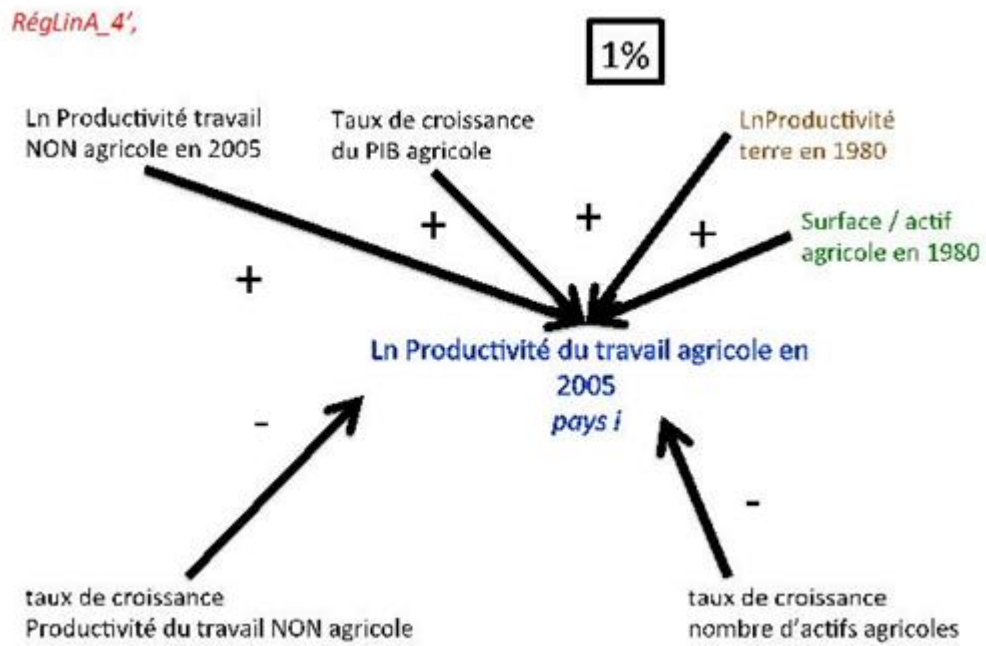 RégLinA_4',
1%
Ln Productivité travail
NON agricole en 2005
Taux de croissance
du PIB agricole
LnProductivité
terre en 1980
Surface / actif
agricole en 1980
+
+
+
+
Ln Productivité du travail agricole en
2005
pays i
-
-
taux de croissance
Productivité du travail NON agricole
taux de croissance
nombre d'actifs agricoles